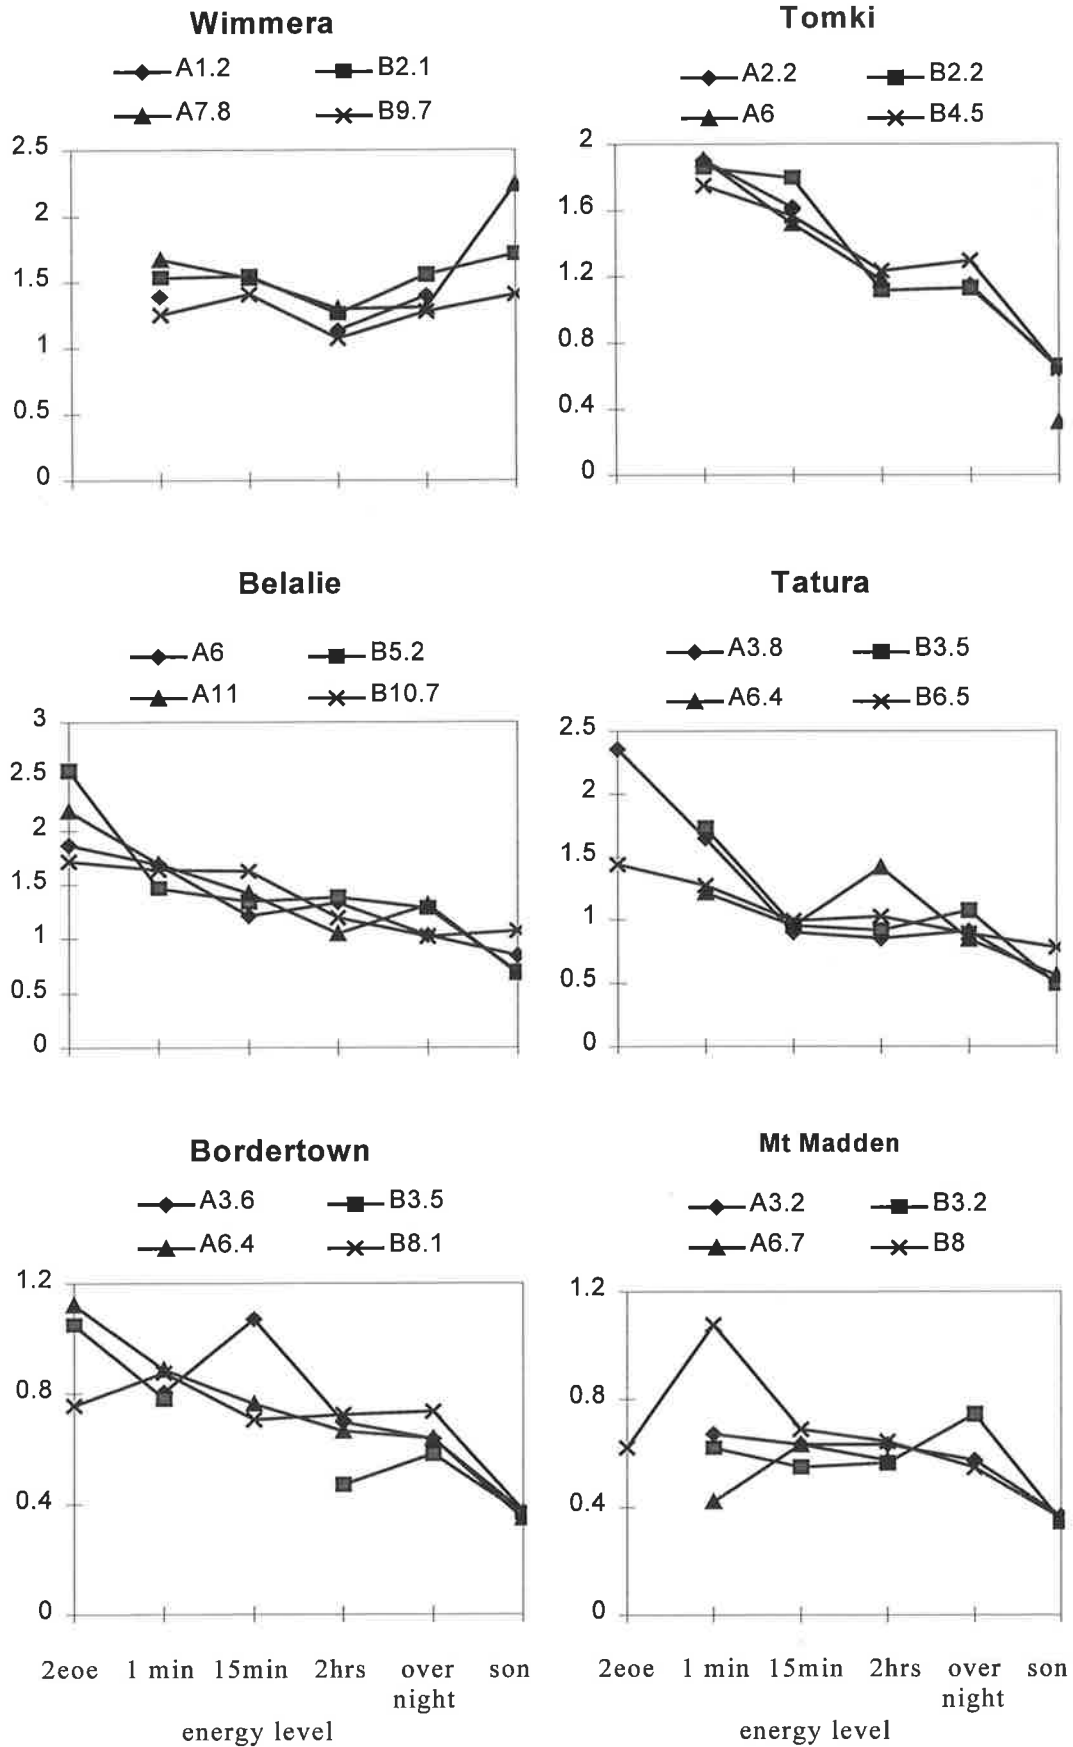 Wimmera
A1.2 B2.1
A7.8 B9.7
2.5
2
1.5
1
0.5
0
Tomki
A2.2 B2.2
A6 B4.5
2
1.6
1.2
0.8
0.4
0
Belalie
A6 B5.2
A11 B10.7
3
2.5
2
1.5
1
0.5
0
Tatura
A3.8 B3.5
A6.4 B6.5
2.5
2
1.5
1
0.5
0
Bordertown
A3.6 B3.5
A6.4 B8.1
1.2
0.8
0.4
0
2eoe 1 min 15min 2hrs over son
night
energy level
Mt Madden
A3.2 B3.2
A6.7 B8
1.2
0.8
0.4
0
2eoe 1 min 15min 2hrs over son
night
energy level